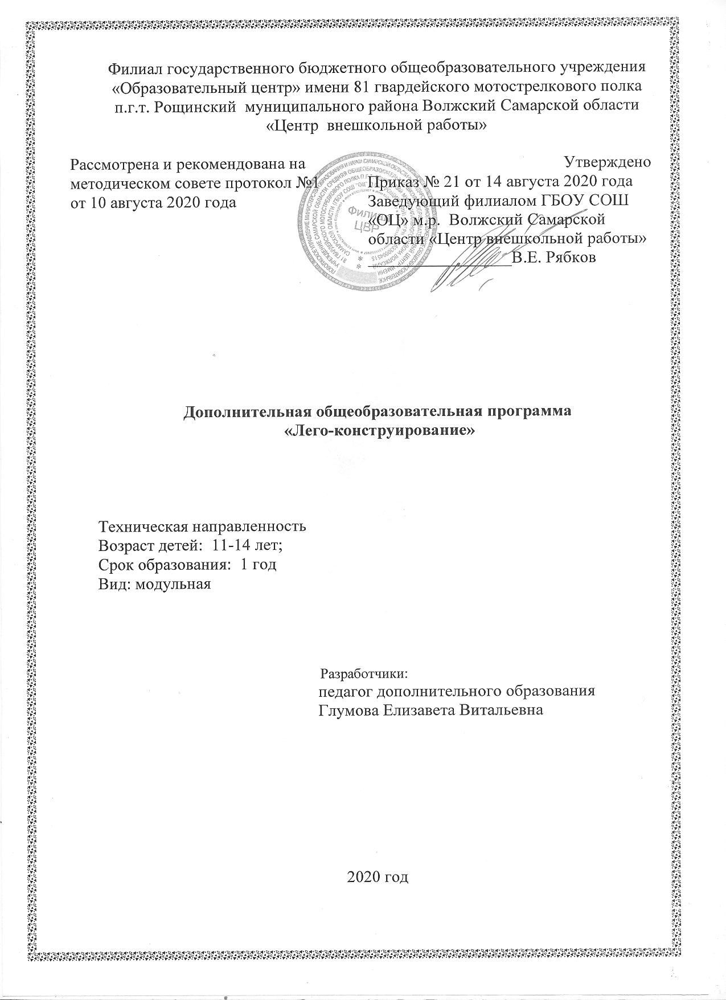 Филиал государственного бюджетного общеобразовательного учреждения
«Образовательный центр» имени 81 гвардейского мотострелкового полка
п.г.т. Рощинский муниципального района Волжский Самарской области
«Центр внешкольной работы»
Рассмотрена и рекомендована на
методическом совете протокол №1
от 10 августа 2020 года
Утверждено
Приказ № 21 от 14 августа 2020 года
Заведующий филиалом ГБОУ СОШ
«ОЦ» м.р. Волжский Самарской
области «Центр внешкольной работы»
__________________В.Е. Рябков
Филиал
ЦВР
Дополнительная общеобразовательная программа
«Лего-конструирование»
Техническая направленность
Возраст детей: 11-14 лет;
Срок образования: 1 год
Вид: модульная
Разработчики:
педагог дополнительного образования
Глумова Елизавета Витальевна
2020 год